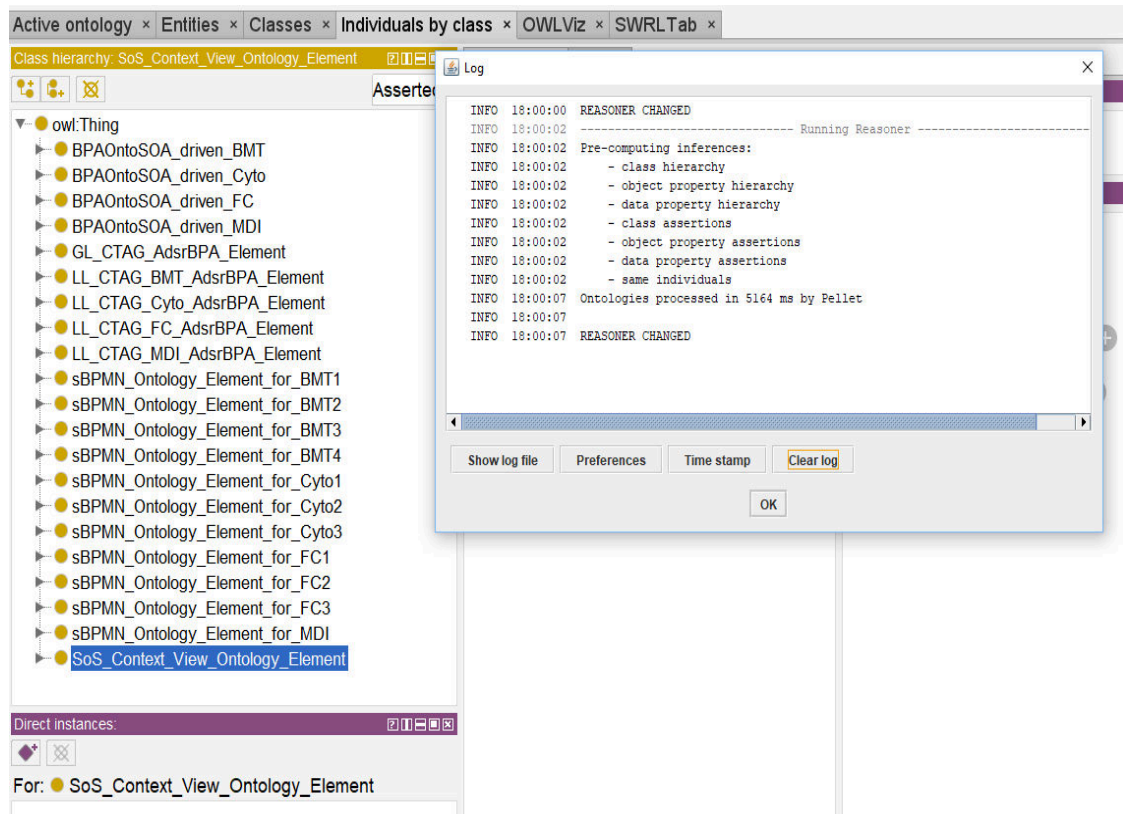 Active ontology × Entities × Classes × Individuals by class × OWLViz × SWRLTab ×
Class hierarchy: SoS_Context_View_Ontology_Element
Asserte
owl:Thing
BPAOntoSOA_driven_BMT
BPAOntoSOA_driven_Cyto
BPAOntoSOA_driven_FC
BPAOntoSOA_driven_MDI
GL_CTAG_AdsrBPA_Element
LL_CTAG_BMT_AdsrBPA_Element
LL_CTAG_Cyto_AdsrBPA_Element
LL_CTAG_FC_AdsrBPA_Element
LL_CTAG_MDI_AdsrBPA_Element
sBPMN_Ontology_Element_for_BMT1
sBPMN_Ontology_Element_for_BMT2
sBPMN_Ontology_Element_for_BMT3
sBPMN_Ontology_Element_for_BMT4
sBPMN_Ontology_Element_for_Cyto1
sBPMN_Ontology_Element_for_Cyto2
sBPMN_Ontology_Element_for_Cyto3
sBPMN_Ontology_Element_for_FC1
sBPMN_Ontology_Element_for_FC2
sBPMN_Ontology_Element_for_FC3
sBPMN_Ontology_Element_for_MDI
SoS_Context_View_Ontology_Element
Direct instances:
For: SoS_Context_View_Ontology_Element
Log
INFO 18:00:00 REASONER CHANGED
INFO 18:00:02 ------------------------------- Running Reasoner -------------------------
INFO 18:00:02 Pre-computing inferences:
INFO 18:00:02 - class hierarchy
INFO 18:00:02 - object property hierarchy
INFO 18:00:02 - data property hierarchy
INFO 18:00:02 - class assertions
INFO 18:00:02 - object property assertions
INFO 18:00:02 - data property assertions
INFO 18:00:02 - same individuals
INFO 18:00:07 Ontologies processed in 5164 ms by Pellet
INFO 18:00:07
INFO 18:00:07 REASONER CHANGED
Show log file Preferences Time stamp Clear log
OK